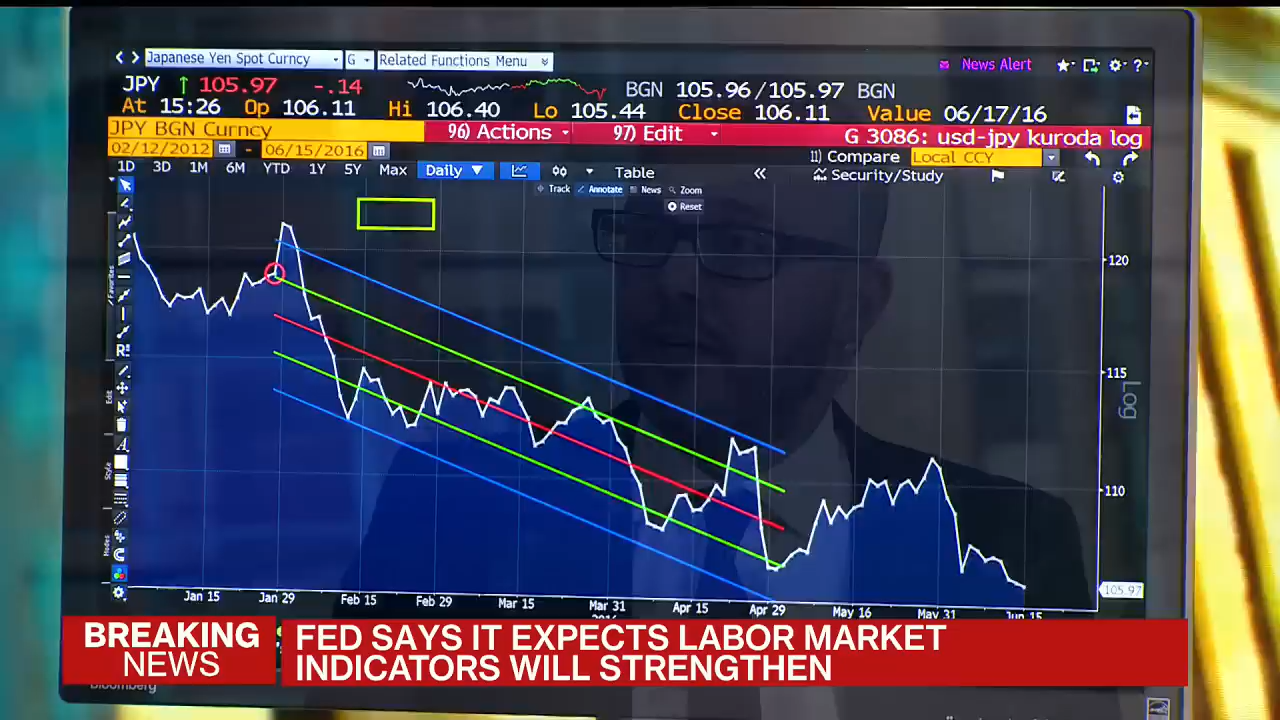 Japanese Yen Spot Curncy G Related Functions Menu
News Alert
JPY ↑ 105.97 -.14 BGN 105.96/105.97 BGN
At 15:26 Op 106.11 Hi 106.40 Lo 105.44 Close 106.11 Value 06/17/16
JPY BGN Curncy 96) Actions 97) Edit G 3086: usd-jpy kuroda log
02/12/2012 - 06/15/2016
11) Compare Local CCY
1D 3D 1M 6M YTD 1Y 5Y Max Daily ▼ Table « Security/Study
Track Annotate News Zoom
Reset
Favorites
Edit
Style
Modes
120
115
110
105.97
Log
Jan 15 Jan 29 Feb 15 Feb 29 Mar 15 Mar 31 Apr 15 Apr 29 May 16 May 31 Jun 15
BREAKING
NEWS
FED SAYS IT EXPECTS LABOR MARKET
INDICATORS WILL STRENGTHEN
Bloomberg